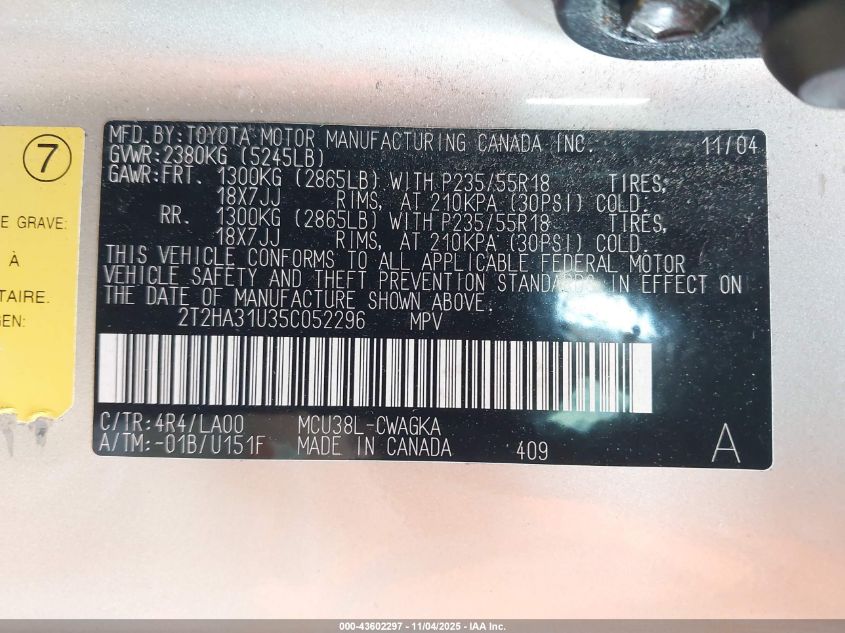 7
E GRAVE:
À
TAIRE.
GEN:
MFD.BY:TOYOTA MOTOR MANUFACTURING CANADA INC. 11/04
GVWR:2380KG (5245LB)
GAWR:FRT. 1300KG (2865LB) WITH P235/55R18 TIRES,
18X7JJ RIMS, AT 210KPA (30PSI) COLD.
RR. 1300KG (2865LB) WITH P235/55R18 TIRES,
18X7JJ RIMS, AT 210KPA (30PSI) COLD.
THIS VEHICLE CONFORMS TO ALL APPLICABLE FEDERAL MOTOR
VEHICLE SAFETY AND THEFT PREVENTION STANDARDS IN EFFECT ON
THE DATE OF MANUFACTURE SHOWN ABOVE.
2T2HA31U35C052296 MPV
C/TR:4R4/LA00 MCU38L-CWAGKA
A/TM:-01B/U151F MADE IN CANADA 409 A
000-43602297 - 11/04/2025 - IAA Inc.